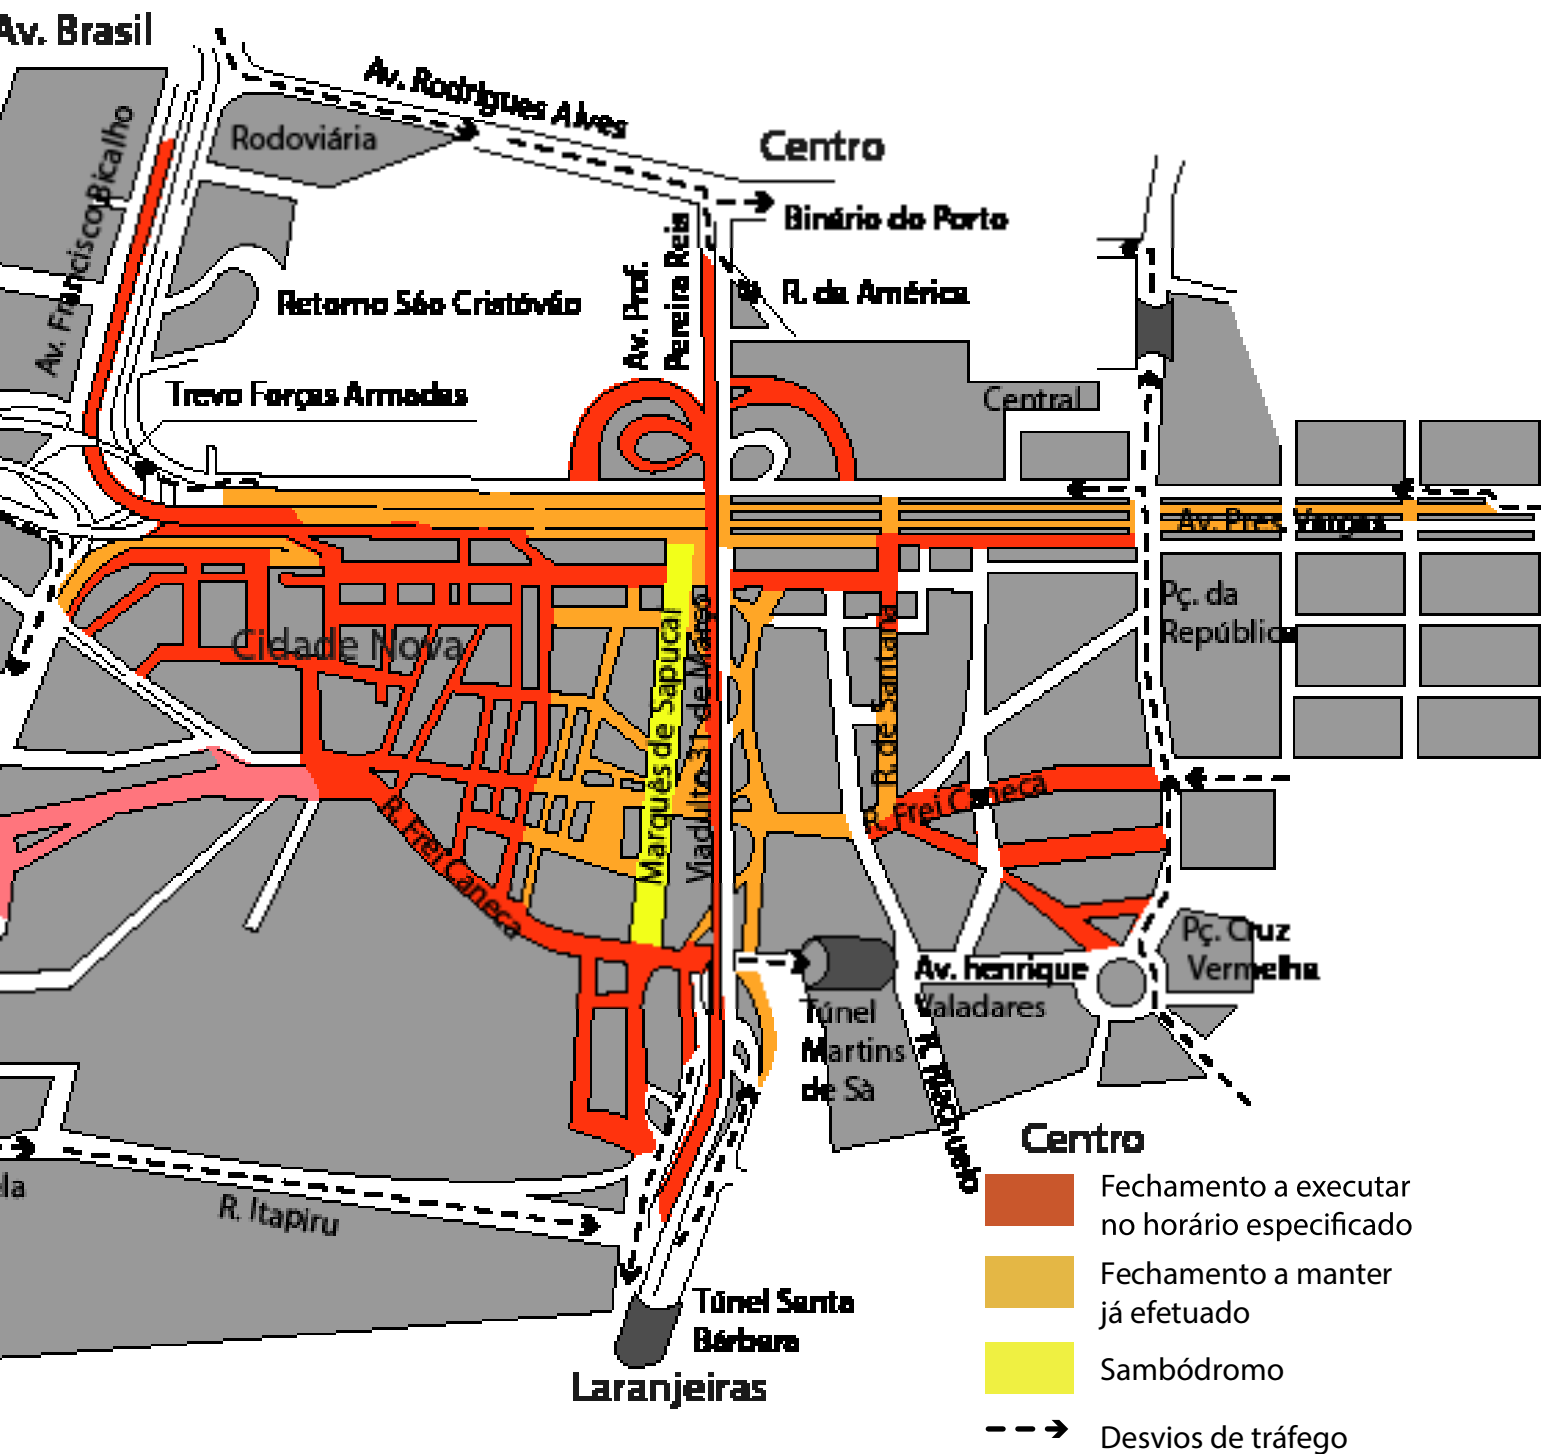 Av. Brasil
Av. Rodrigues Alves
Rodoviária
Centro
Av. Francisco Bicalho
Binário do Porto
Av. Prof.
Pereira Reis
R. da América
Retorno São Cristóvão
Trevo Forças Armadas
Central
Av. Pres. Vargas
Pç. da
República
Cidade Nova
Marquês de Sapucaí
Viaduto 31 de Março
R. de Santana
R. Frei Caneca
R. Frei Caneca
Pç. Cruz
Vermelha
Av. henrique
Valadares
Túnel
Martins
de Sà
R. Riachuelo
ela
R. Itapiru
Túnel Santa
Bárbara
Laranjeiras
Centro
Fechamento a executar
no horário especificado
Fechamento a manter
já efetuado
Sambódromo
Desvios de tráfego